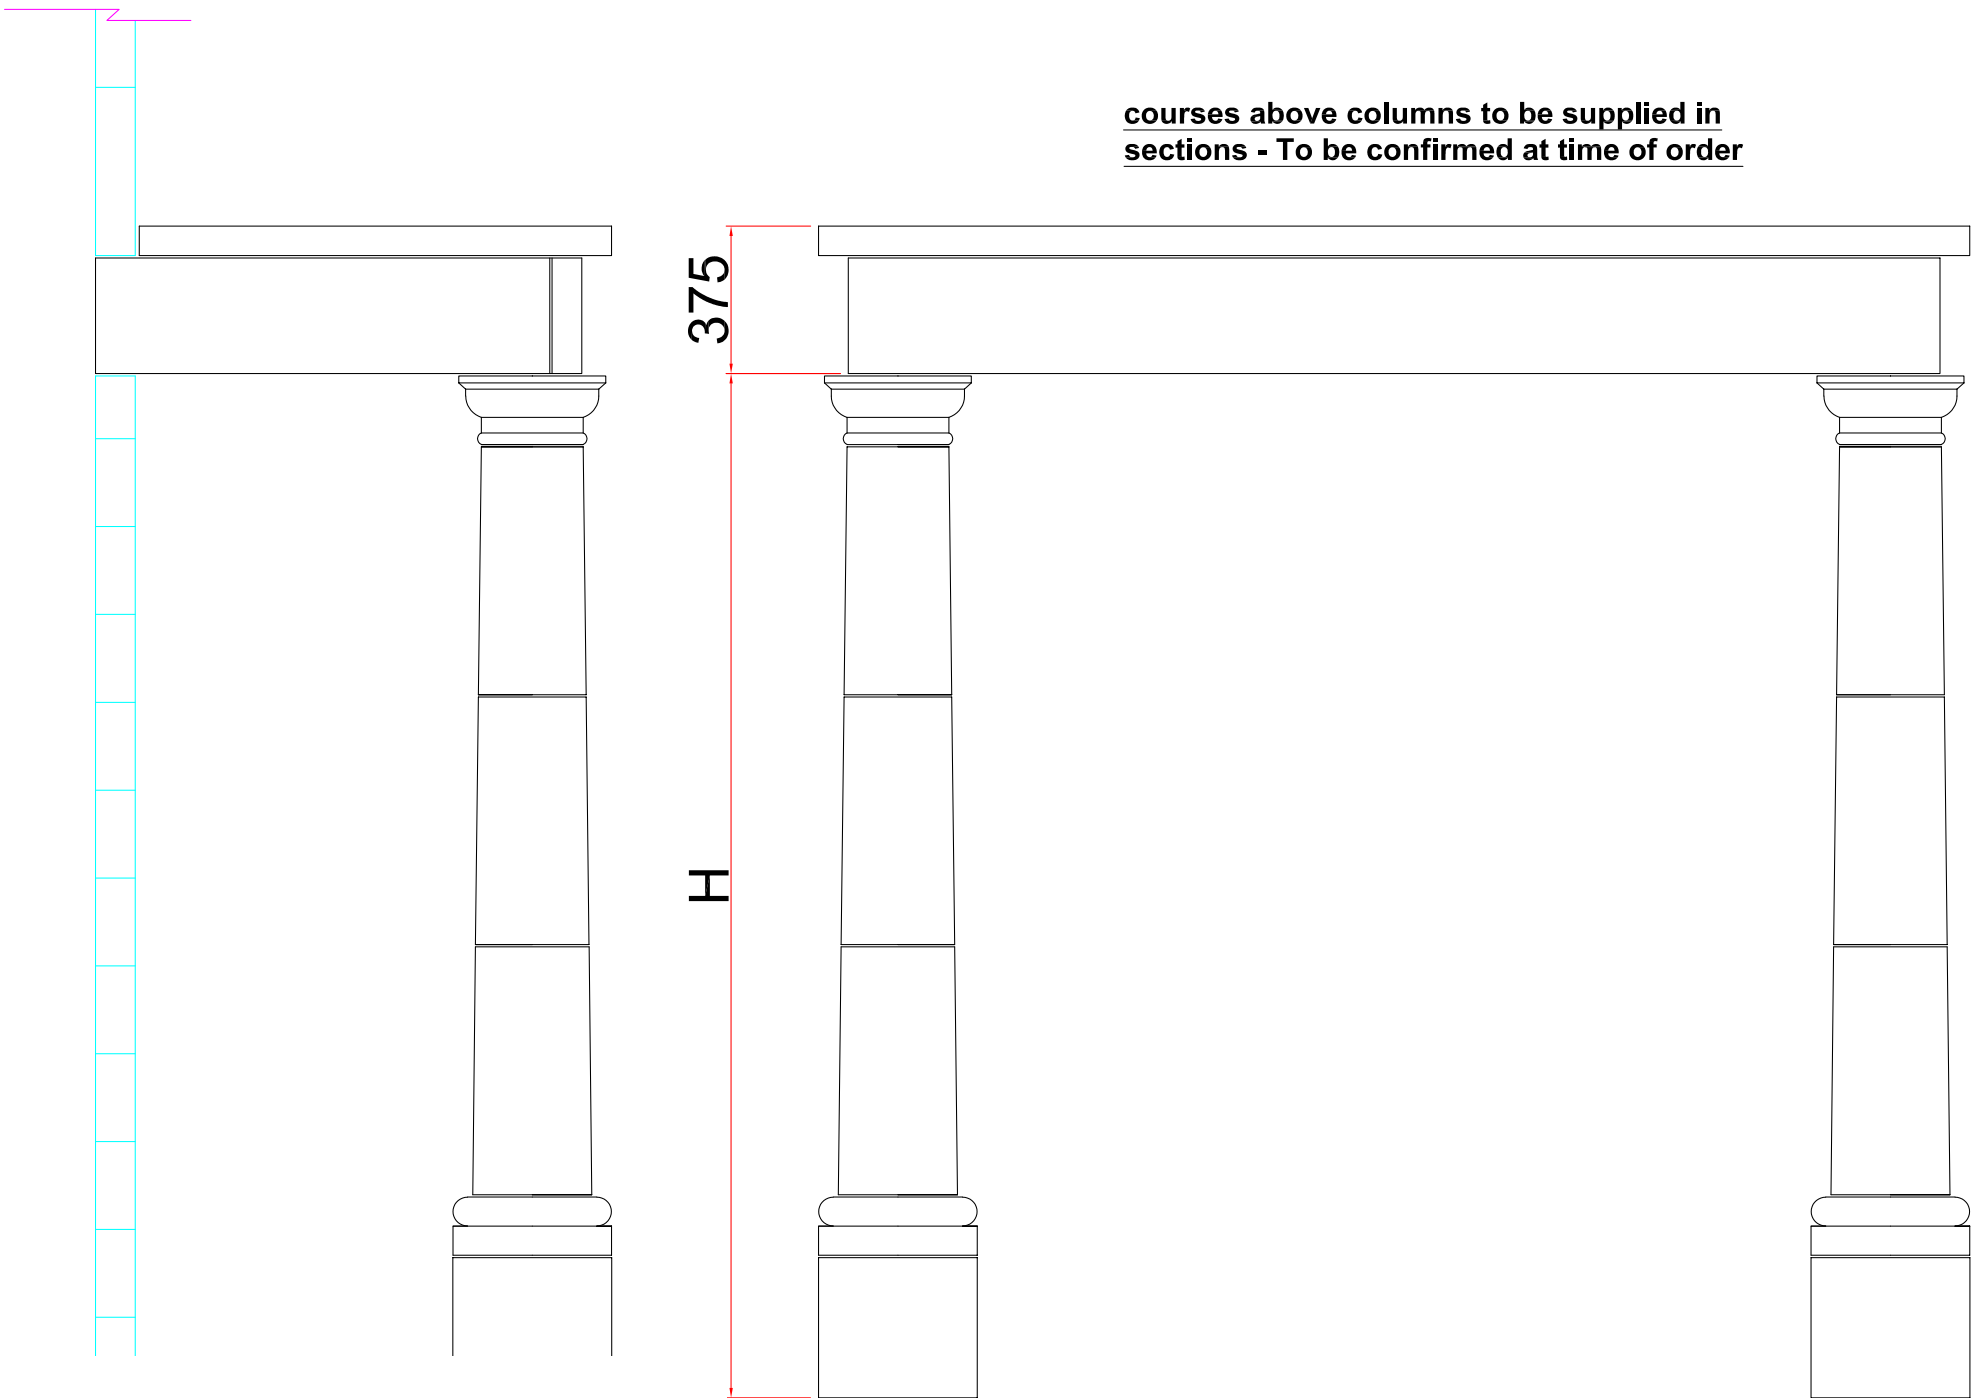 courses above columns to be supplied in
sections - To be confirmed at time of order
375
H